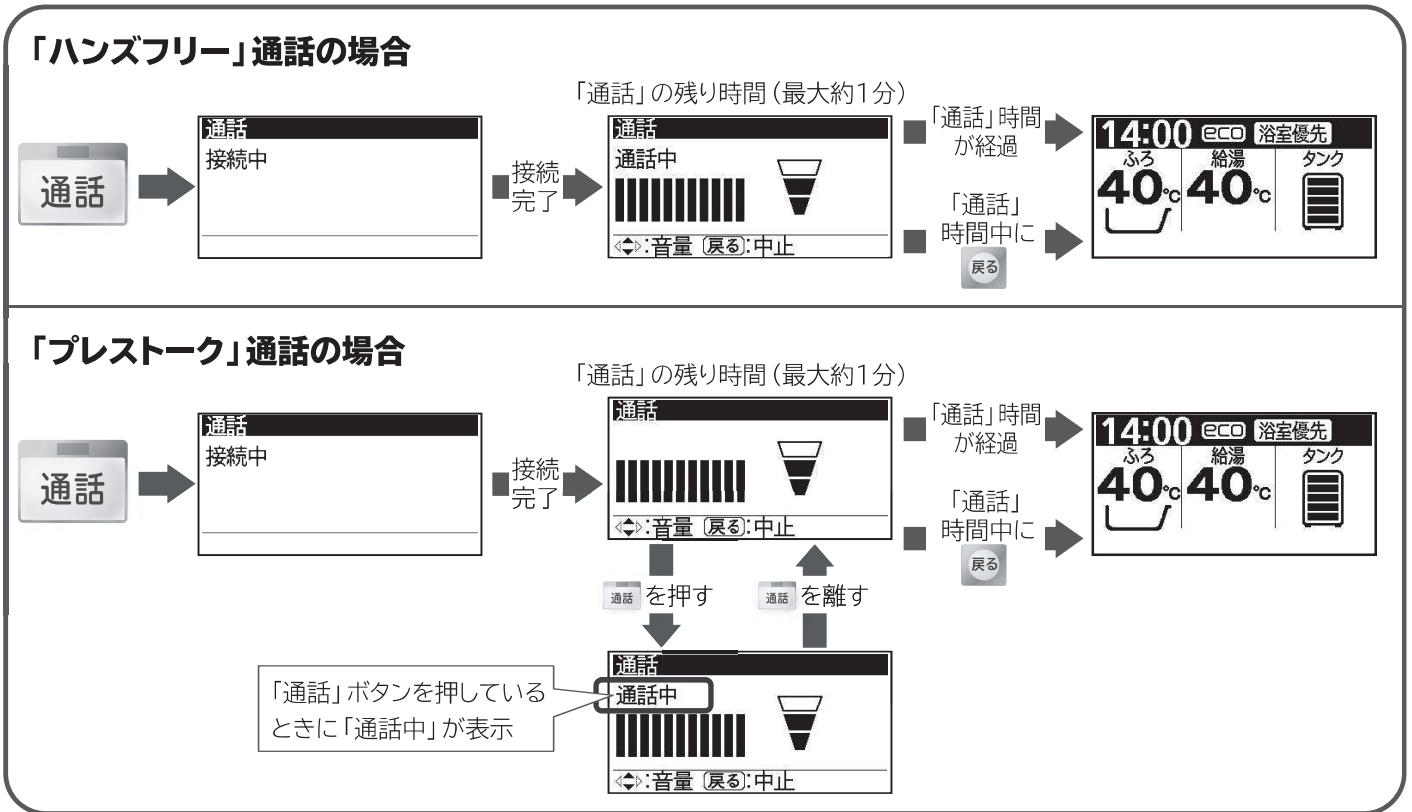 「ハンズフリー」通話の場合
「通話」の残り時間(最大約1分)
通話
通話
接続中
接続
完了
通話
通話中
:音量 戻る:中止
「通話」時間
が経過
「通話」
時間中に
戻る
14:00 eco 浴室優先
ふろ 給湯 タンク
40℃ 40℃
「プレストーク」通話の場合
「通話」の残り時間(最大約1分)
通話
通話
接続中
接続
完了
通話
:音量 戻る:中止
「通話」時間
が経過
「通話」
時間中に
戻る
14:00 eco 浴室優先
ふろ 給湯 タンク
40℃ 40℃
通話 を押す
通話 を離す
「通話」ボタンを押している
ときに「通話中」が表示
通話
通話中
:音量 戻る:中止